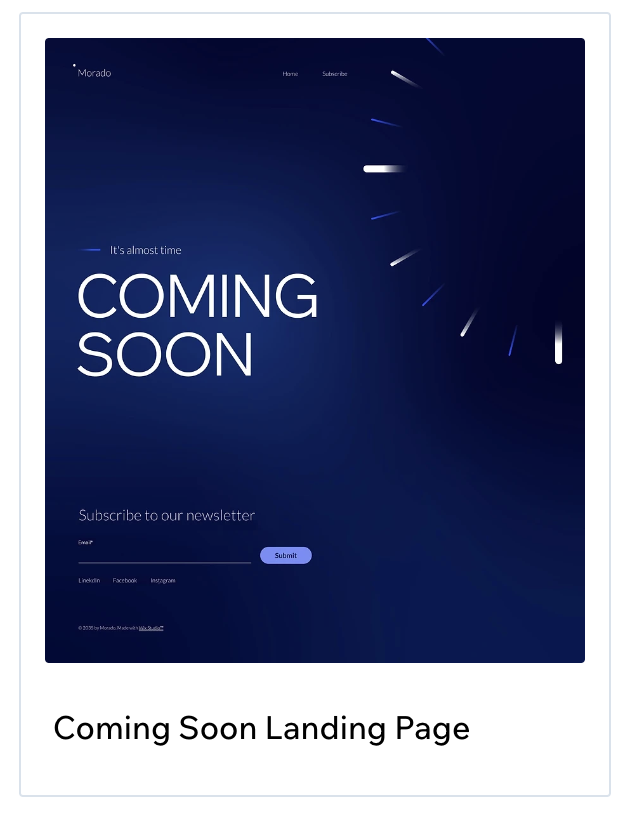 Morado
Home Subscribe
It's almost time
COMING
SOON
Subscribe to our newsletter
Email*
Submit
LinekdIn Facebook Instagram
© 2035 by Morado. Made with Wix Studio™
Coming Soon Landing Page